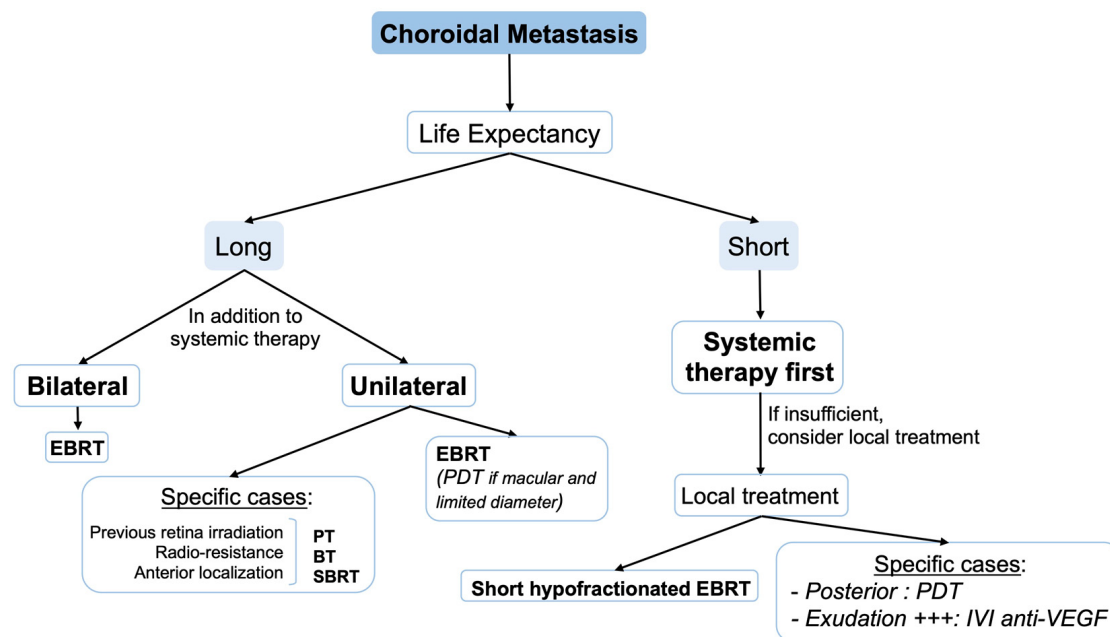 Choroidal Metastasis
Life Expectancy
Long
Short
In addition to
systemic therapy
Bilateral
Unilateral
Systemic
therapy first
EBRT
EBRT
(PDT if macular and
limited diameter)
If insufficient,
consider local treatment
Specific cases:
Previous retina irradiation
Radio-resistance
Anterior localization
PT
BT
SBRT
Local treatment
Short hypofractionated EBRT
Specific cases:
- Posterior : PDT
- Exudation +++: IVI anti-VEGF